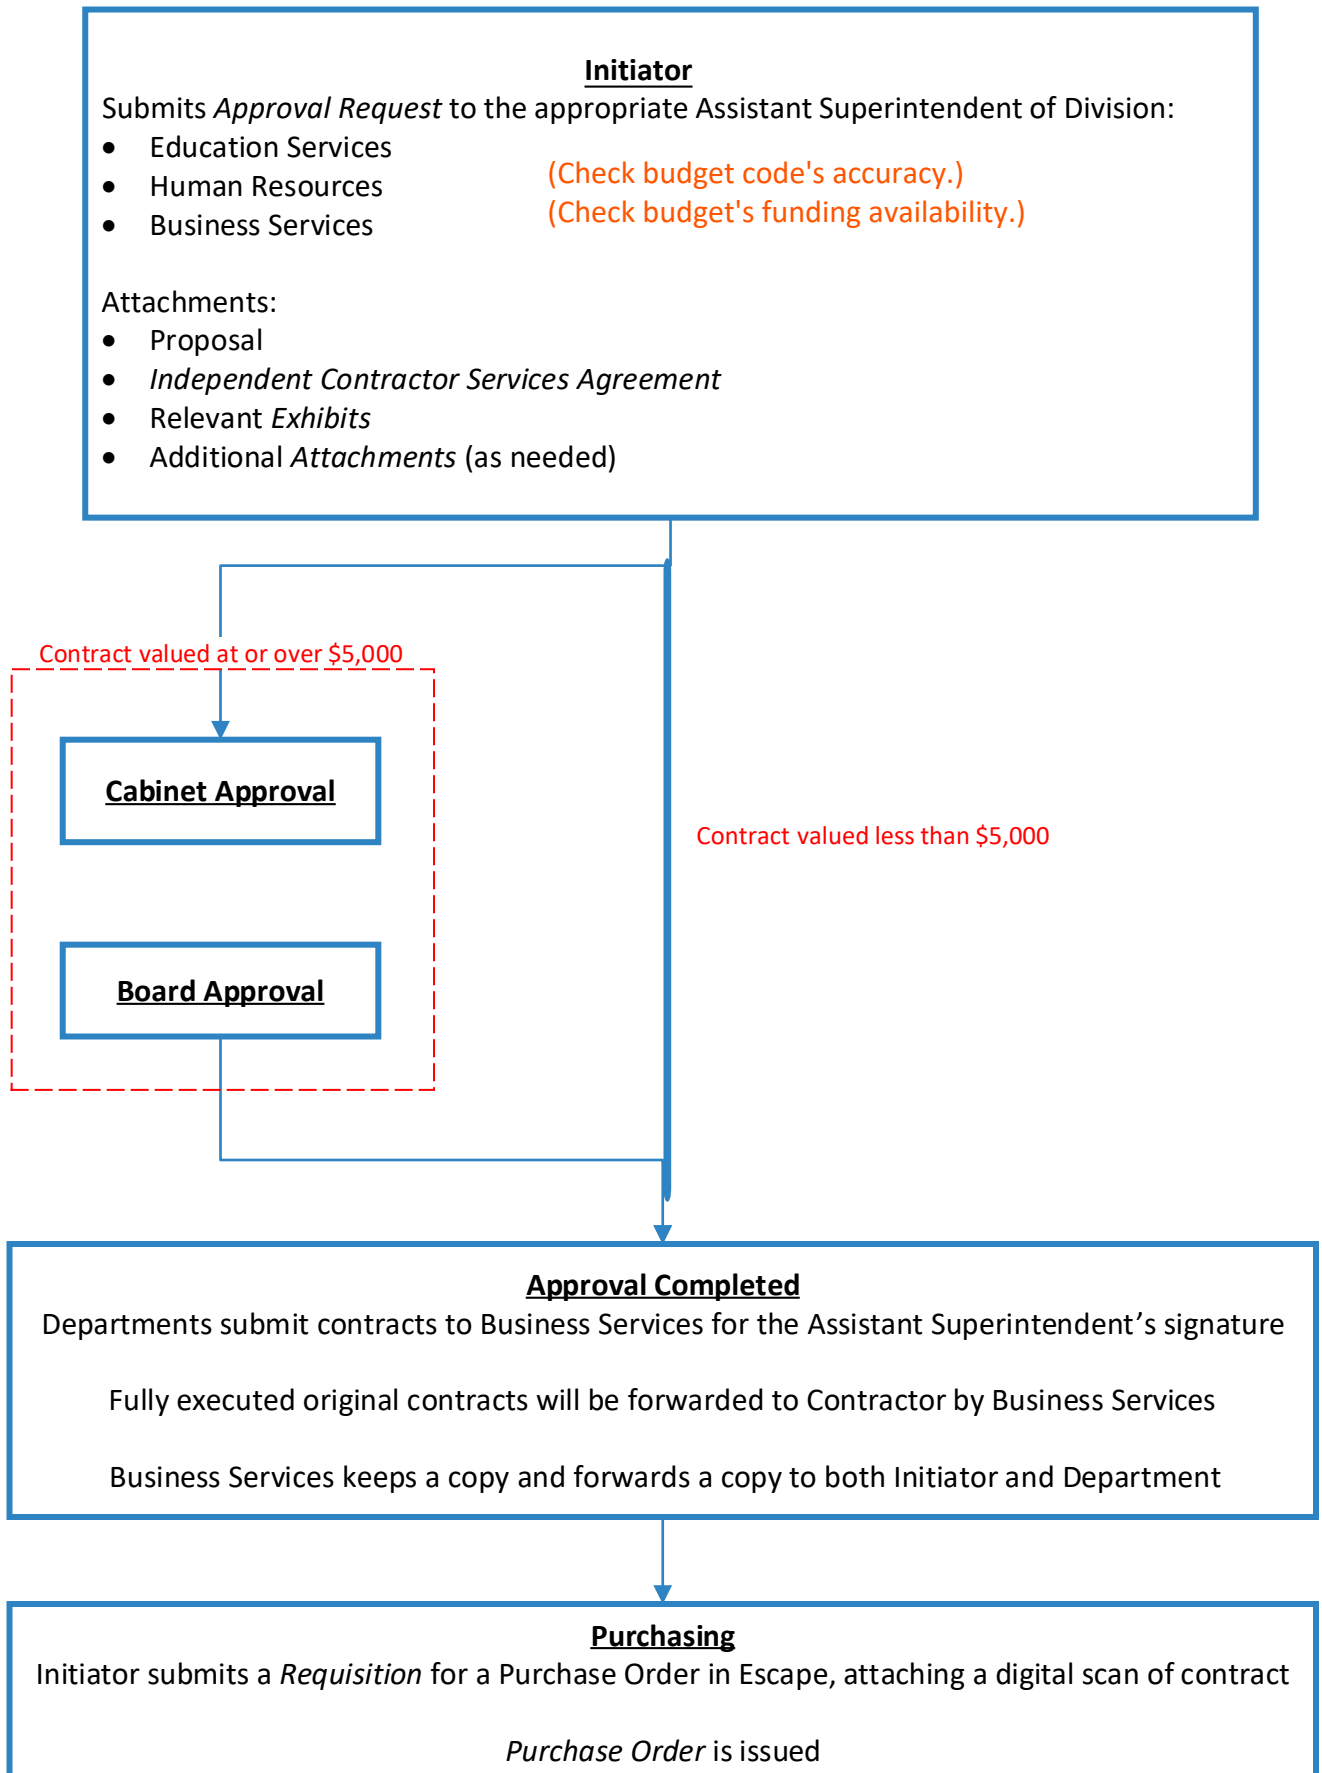 Initiator
Submits Approval Request to the appropriate Assistant Superintendent of Division:
• Education Services
• Human Resources
• Business Services
(Check budget code's accuracy.)
(Check budget's funding availability.)
Attachments:
• Proposal
• Independent Contractor Services Agreement
• Relevant Exhibits
• Additional Attachments (as needed)
Contract valued at or over $5,000
Cabinet Approval
Contract valued less than $5,000
Board Approval
Approval Completed
Departments submit contracts to Business Services for the Assistant Superintendent’s signature
Fully executed original contracts will be forwarded to Contractor by Business Services
Business Services keeps a copy and forwards a copy to both Initiator and Department
Purchasing
Initiator submits a Requisition for a Purchase Order in Escape, attaching a digital scan of contract
Purchase Order is issued